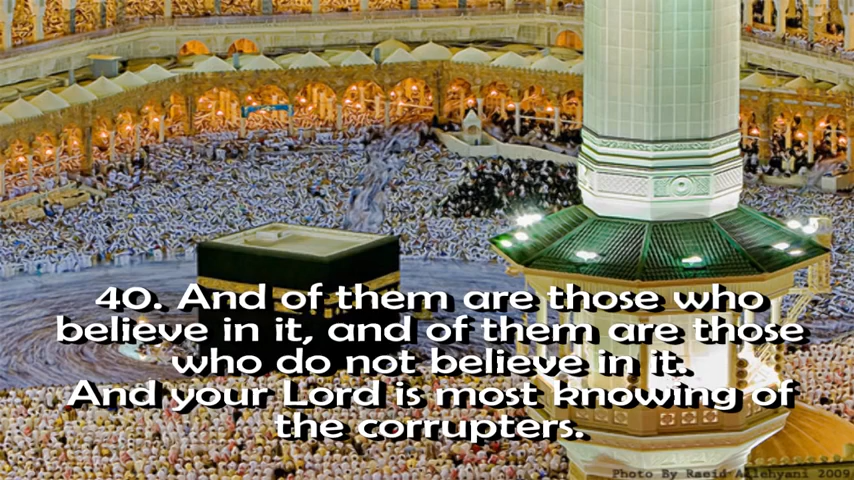 40. And of them are those who
believe in it, and of them are those
who do not believe in it.
And your Lord is most knowing of
the corrupters.
Photo By Raeid Allehyani 2009